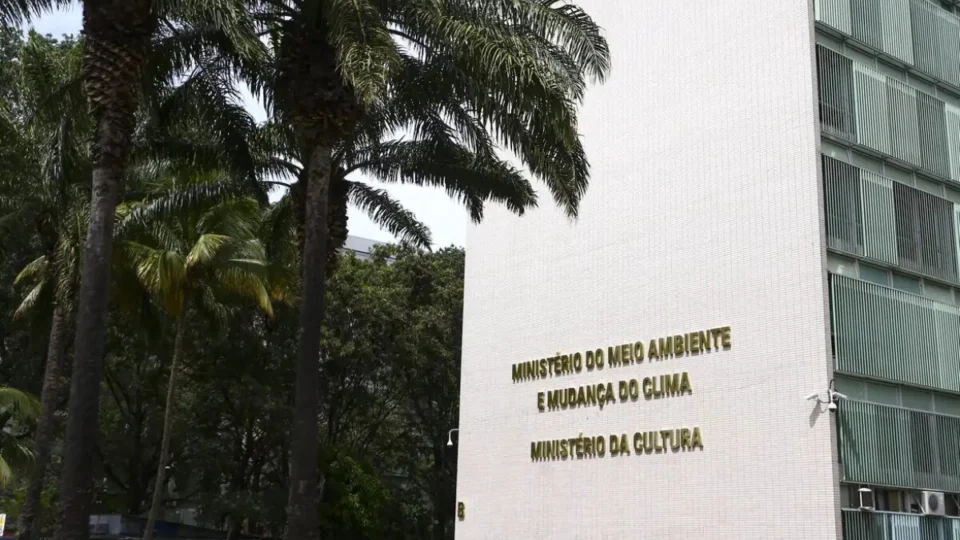 MINISTÉRIO DO MEIO AMBIENTE
E MUDANÇA DO CLIMA
MINISTÉRIO DA CULTURA
B